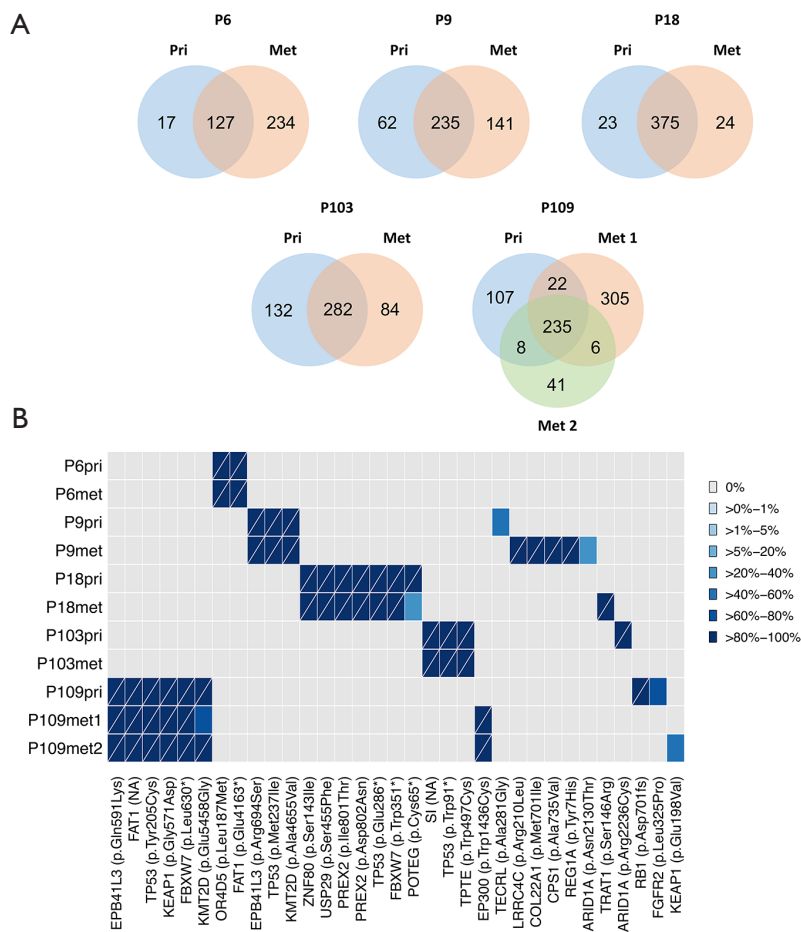 A
P6
P9
P18
Pri
Met
Pri
Met
Pri
Met
17
127
234
62
235
141
23
375
24
P103
P109
Pri
Met
Pri
Met 1
132
282
84
107
22
305
235
8
6
41
Met 2
B
P6pri
P6met
P9pri
P9met
P18pri
P18met
P103pri
P103met
P109pri
P109met1
P109met2
0%
>0%–1%
>1%–5%
>5%–20%
>20%–40%
>40%–60%
>60%–80%
>80%–100%
EPB41L3 (p.Gln591Lys)
FAT1 (NA)
TP53 (p.Tyr205Cys)
KEAP1 (p.Gly571Asp)
FBXW7 (p.Leu630*)
KMT2D (p.Glu5458Gly)
OR4D5 (p.Leu187Met)
FAT1 (p.Glu4163*)
EPB41L3 (p.Arg694Ser)
TP53 (p.Met237Ile)
KMT2D (p.Ala4655Val)
ZNF80 (p.Ser143Ile)
USP29 (p.Ser455Phe)
PREX2 (p.Ile801Thr)
PREX2 (p.Asp802Asn)
TP53 (p.Glu286*)
FBXW7 (p.Trp351*)
POTEG (p.Cys65*)
SI (NA)
TP53 (p.Trp91*)
TPTE (p.Trp497Cys)
EP300 (p.Trp1436Cys)
TECRL (p.Ala281Gly)
LRRC4C (p.Arg210Leu)
COL22A1 (p.Met701Ile)
CPS1 (p.Ala735Val)
REG1A (p.Tyr7His)
ARID1A (p.Asn2130Thr)
TRAT1 (p.Ser146Arg)
ARID1A (p.Arg2236Cys)
RB1 (p.Asp701fs)
FGFR2 (p.Leu325Pro)
KEAP1 (p.Glu198Val)